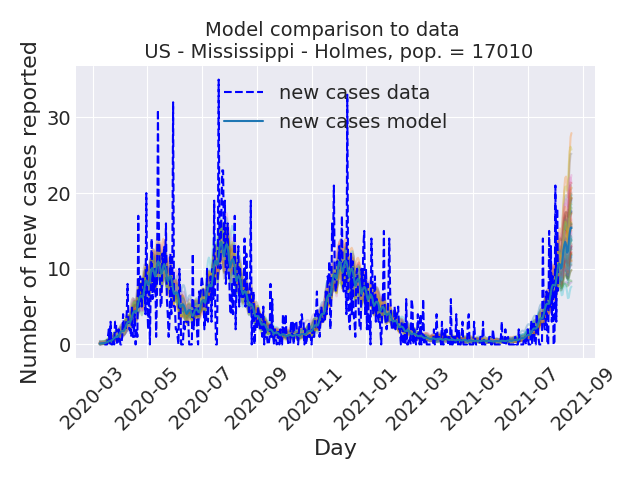 Model comparison to data
US - Mississippi - Holmes, pop. = 17010
new cases data
new cases model
Number of new cases reported
30
20
10
0
2020-03
2020-05
2020-07
2020-09
2020-11
2021-01
2021-03
2021-05
2021-07
2021-09
Day